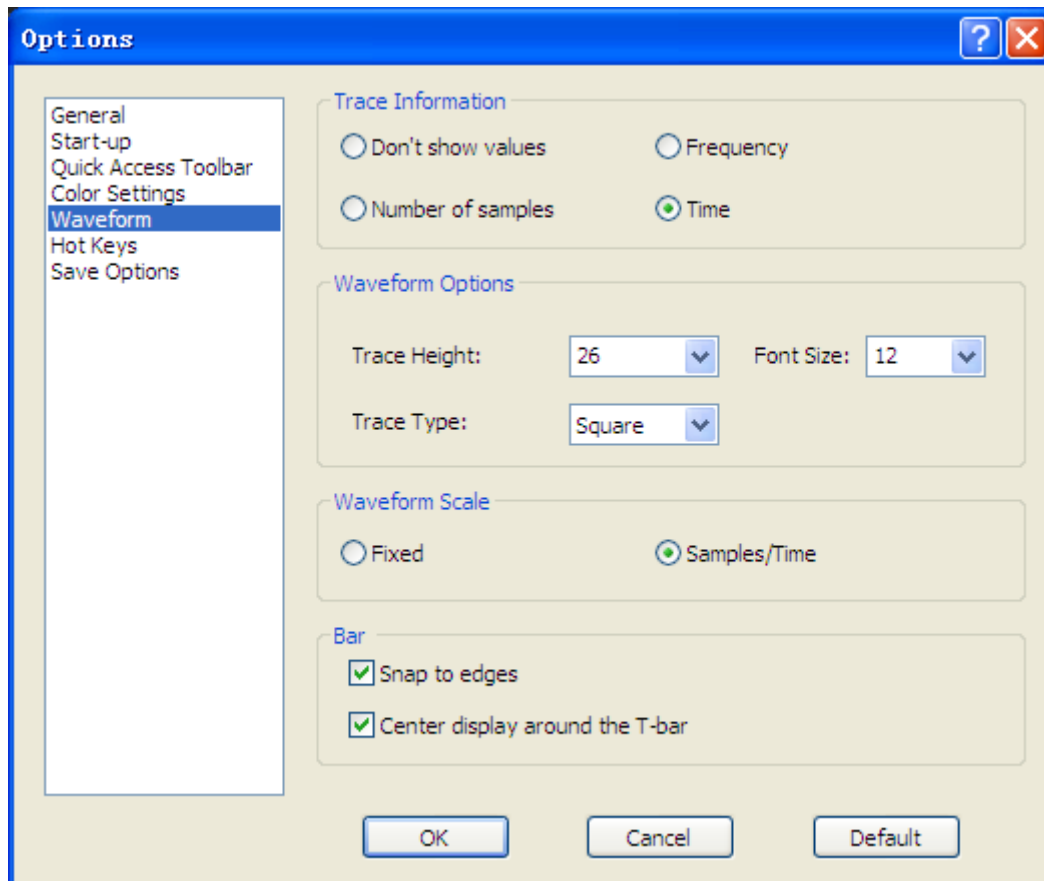 Options
General
Start-up
Quick Access Toolbar
Color Settings
Waveform
Hot Keys
Save Options
Trace Information
Don't show values
Frequency
Number of samples
Time
Waveform Options
Trace Height: 26 Font Size: 12
Trace Type: Square
Waveform Scale
Fixed
Samples/Time
Bar
Snap to edges
Center display around the T-bar
OK Cancel Default